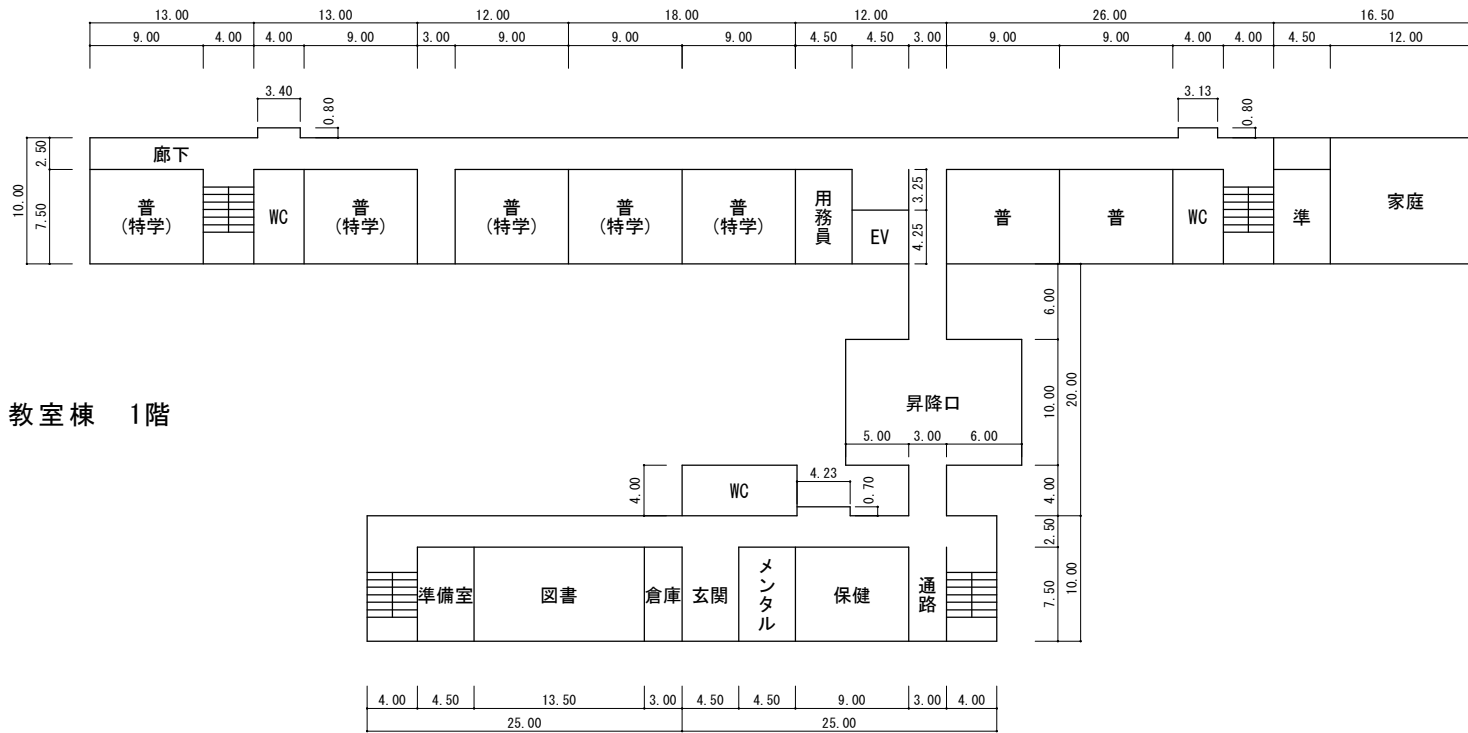 13.00 13.00 12.00 18.00 12.00 26.00 16.50
9.00 4.00 4.00 9.00 3.00 9.00 9.00 9.00 4.50 4.50 3.00 9.00 9.00 4.00 4.00 4.50 12.00
3.40 0.80 3.13 0.80
10.00 2.50 7.50
廊下
普
(特学)
WC
普
(特学)
普
(特学)
普
(特学)
普
(特学)
用務員
EV
3.25
4.25
普
普
WC
準
家庭
6.00
10.00
20.00
教室棟 1階
昇降口
5.00 3.00 6.00
4.00
WC
4.23
0.70
4.00
2.50
7.50
10.00
準備室
図書
倉庫
玄関
メンタル
保健
通路
4.00 4.50 13.50 3.00 4.50 4.50 9.00 3.00 4.00
25.00 25.00